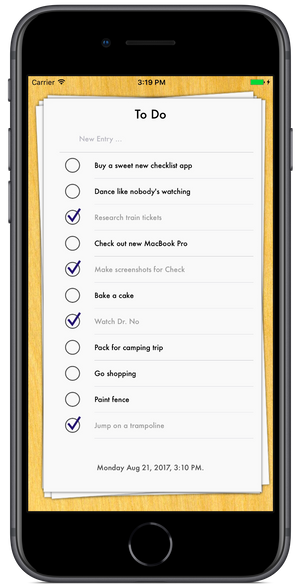 Carrier 3:19 PM
To Do
New Entry ...
Buy a sweet new checklist app
Dance like nobody's watching
Research train tickets
Check out new MacBook Pro
Make screenshots for Check
Bake a cake
Watch Dr. No
Pack for camping trip
Go shopping
Paint fence
Jump on a trampoline
Monday Aug 21, 2017, 3:10 PM.